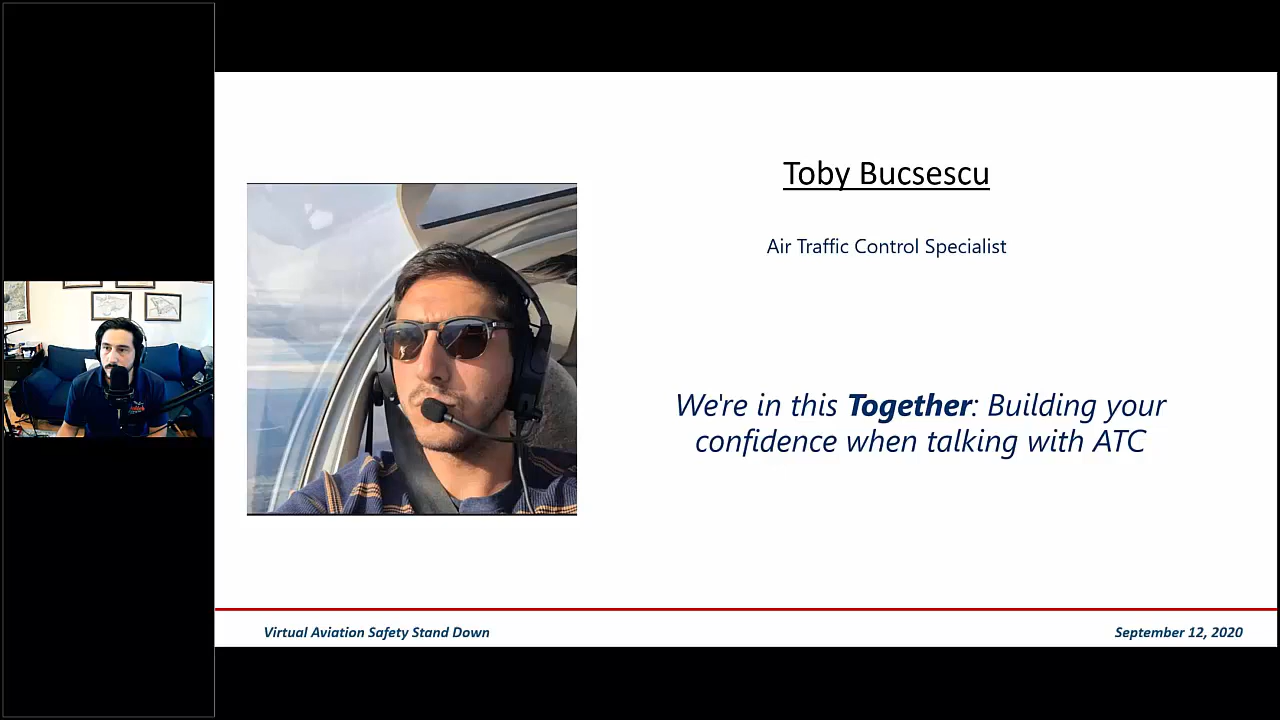 Toby Bucsescu
Air Traffic Control Specialist
We're in this Together: Building your
confidence when talking with ATC
Virtual Aviation Safety Stand Down
September 12, 2020